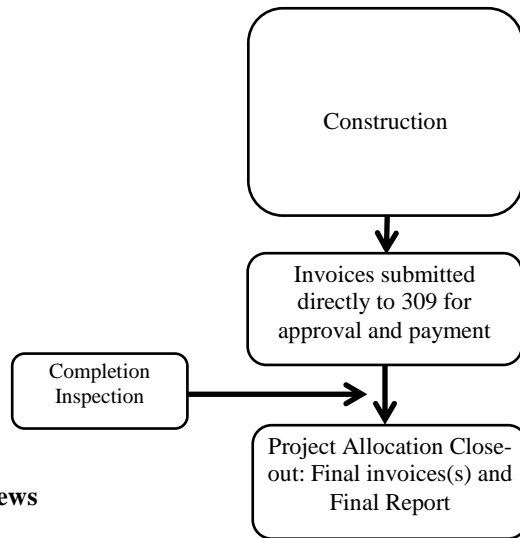 Construction
Invoices submitted
directly to 309 for
approval and payment
Completion
Inspection
Project Allocation Close-
out: Final invoices(s) and
Final Report
ews